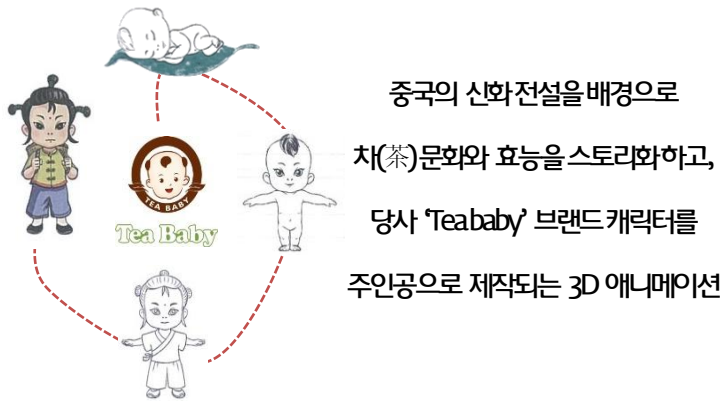 중국의 신화 전설을 배경으로
차(茶) 문화와 효능을 스토리화 하고,
당사 ‘Tea baby’ 브랜드 캐릭터를
주인공으로 제작되는 3D 애니메이션
TEA BABY
Tea Baby